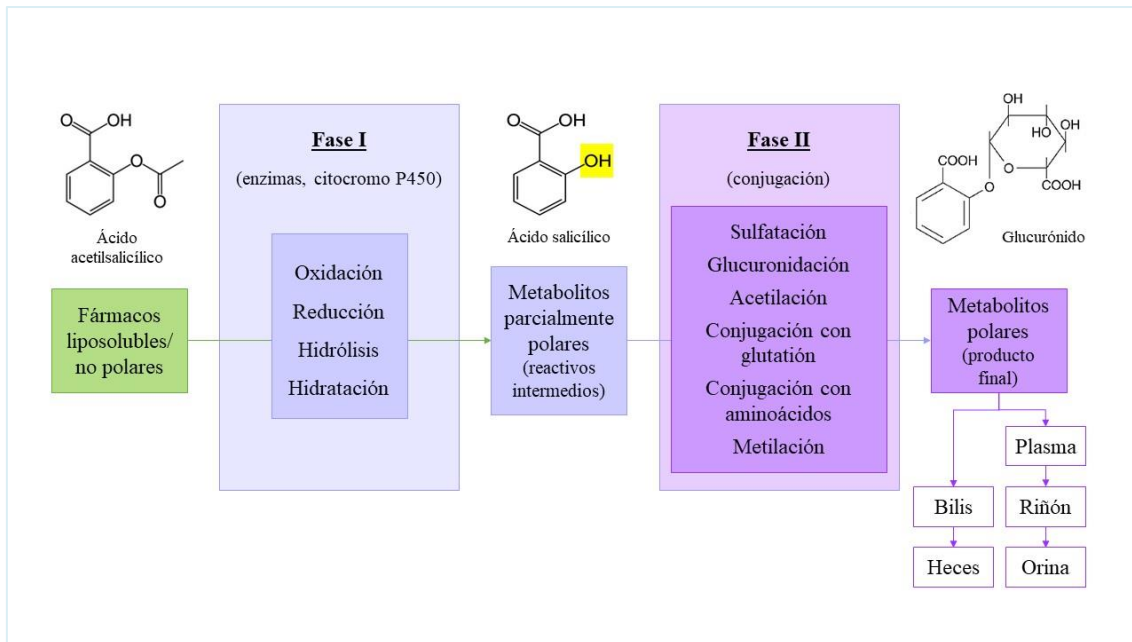 O
OH
O
O
Ácido
acetilsalicílico
Fármacos
liposolubles/
no polares
Fase I
(enzimas, citocromo P450)
Oxidación
Reducción
Hidrólisis
Hidratación
O
OH
OH
Ácido salicílico
Metabolitos
parcialmente
polares
(reactivos
intermedios)
Fase II
(conjugación)
Sulfatación
Glucuronidación
Acetilación
Conjugación con
glutatión
Conjugación con
aminoácidos
Metilación
OH
HO
OH
COOH
O
O
COOH
Glucurónido
Metabolitos
polares
(producto
final)
Plasma
Bilis
Riñón
Heces
Orina